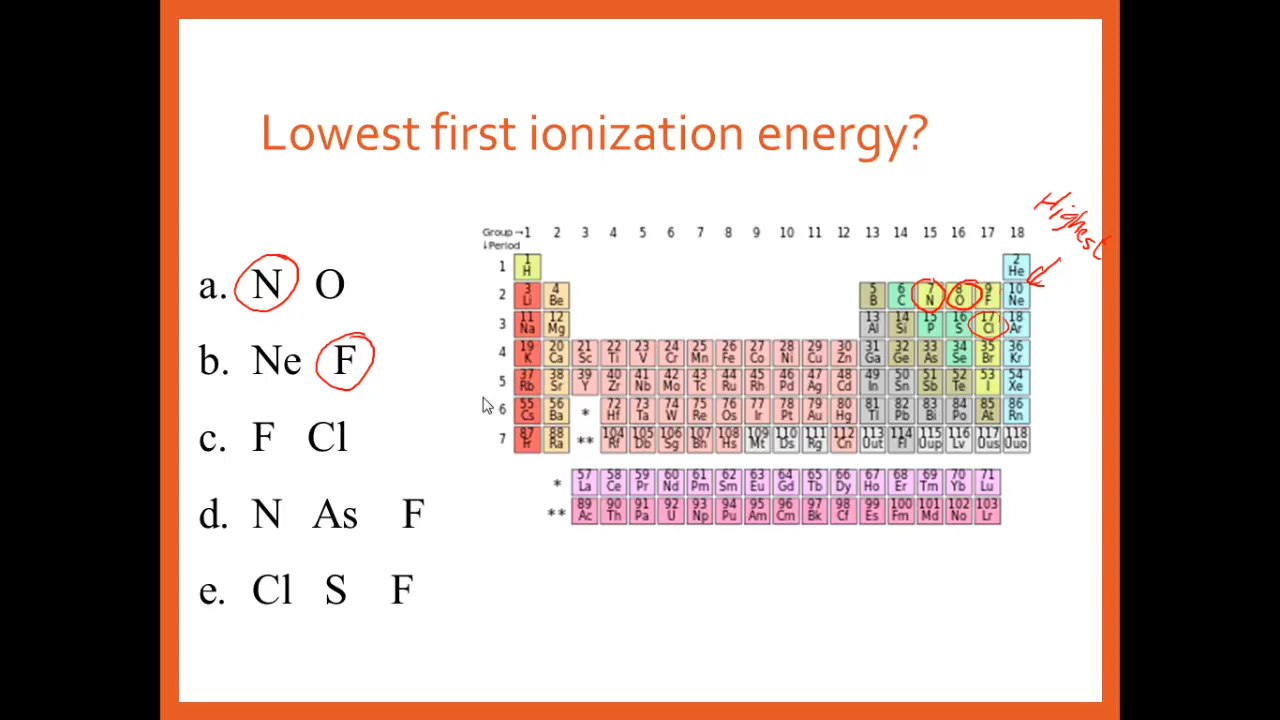 Lowest first ionization energy?
Highest
Group →1 2 3 4 5 6 7 8 9 10 11 12 13 14 15 16 17 18
↓Period
1 1 H 2 He
2 3 Li 4 Be 5 B 6 C 7 N 8 O 9 F 10 Ne
3 11 Na 12 Mg 13 Al 14 Si 15 P 16 S 17 Cl 18 Ar
4 19 K 20 Ca 21 Sc 22 Ti 23 V 24 Cr 25 Mn 26 Fe 27 Co 28 Ni 29 Cu 30 Zn 31 Ga 32 Ge 33 As 34 Se 35 Br 36 Kr
5 37 Rb 38 Sr 39 Y 40 Zr 41 Nb 42 Mo 43 Tc 44 Ru 45 Rh 46 Pd 47 Ag 48 Cd 49 In 50 Sn 51 Sb 52 Te 53 I 54 Xe
6 55 Cs 56 Ba * 72 Hf 73 Ta 74 W 75 Re 76 Os 77 Ir 78 Pt 79 Au 80 Hg 81 Tl 82 Pb 83 Bi 84 Po 85 At 86 Rn
7 87 Fr 88 Ra ** 104 Rf 105 Db 106 Sg 107 Bh 108 Hs 109 Mt 110 Ds 111 Rg 112 Cn 113 Uut 114 Fl 115 Uup 116 Lv 117 Uus 118 Uuo
* 57 La 58 Ce 59 Pr 60 Nd 61 Pm 62 Sm 63 Eu 64 Gd 65 Tb 66 Dy 67 Ho 68 Er 69 Tm 70 Yb 71 Lu
** 89 Ac 90 Th 91 Pa 92 U 93 Np 94 Pu 95 Am 96 Cm 97 Bk 98 Cf 99 Es 100 Fm 101 Md 102 No 103 Lr
a. N O
b. Ne F
c. F Cl
d. N As F
e. Cl S F